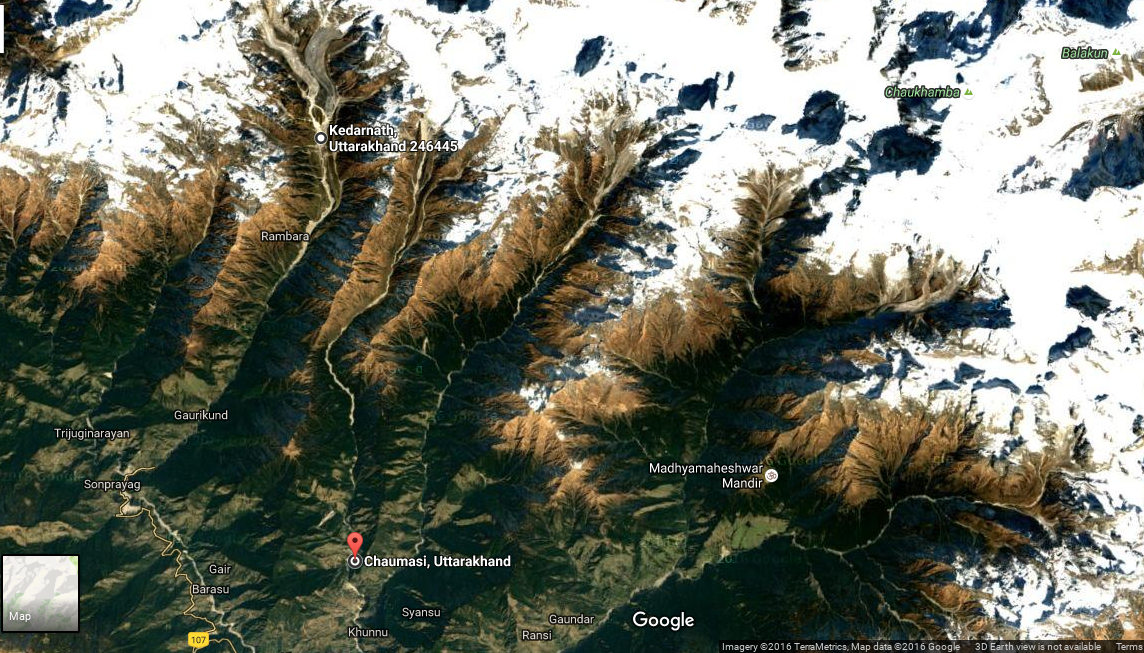 Balakun
Chaukhamba
Kedarnath,
Uttarakhand 246445
Rambara
Gaurikund
Trijuginarayan
Sonprayag
Madhyamaheshwar
Mandir
Chaumasi, Uttarakhand
Gair
Barasu
Map
Syansu
Gaundar
Google
Khunnu
Ransi
107
Imagery ©2016 TerraMetrics, Map data ©2016 Google 3D Earth view is not available Terms